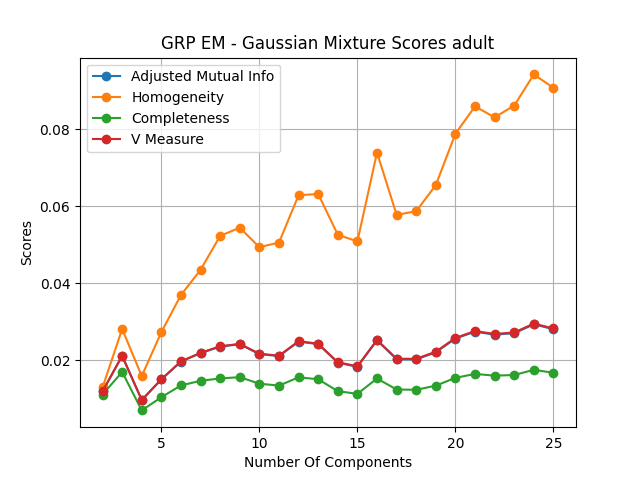 GRP EM - Gaussian Mixture Scores adult
Adjusted Mutual Info
Homogeneity
Completeness
V Measure
0.08
0.06
0.04
0.02
Scores
5 10 15 20 25
Number Of Components